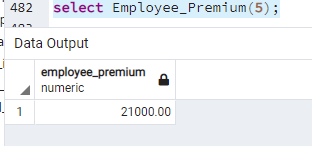 482 select Employee_Premium(5);
Data Output
employee_premium
numeric
1 21000.00